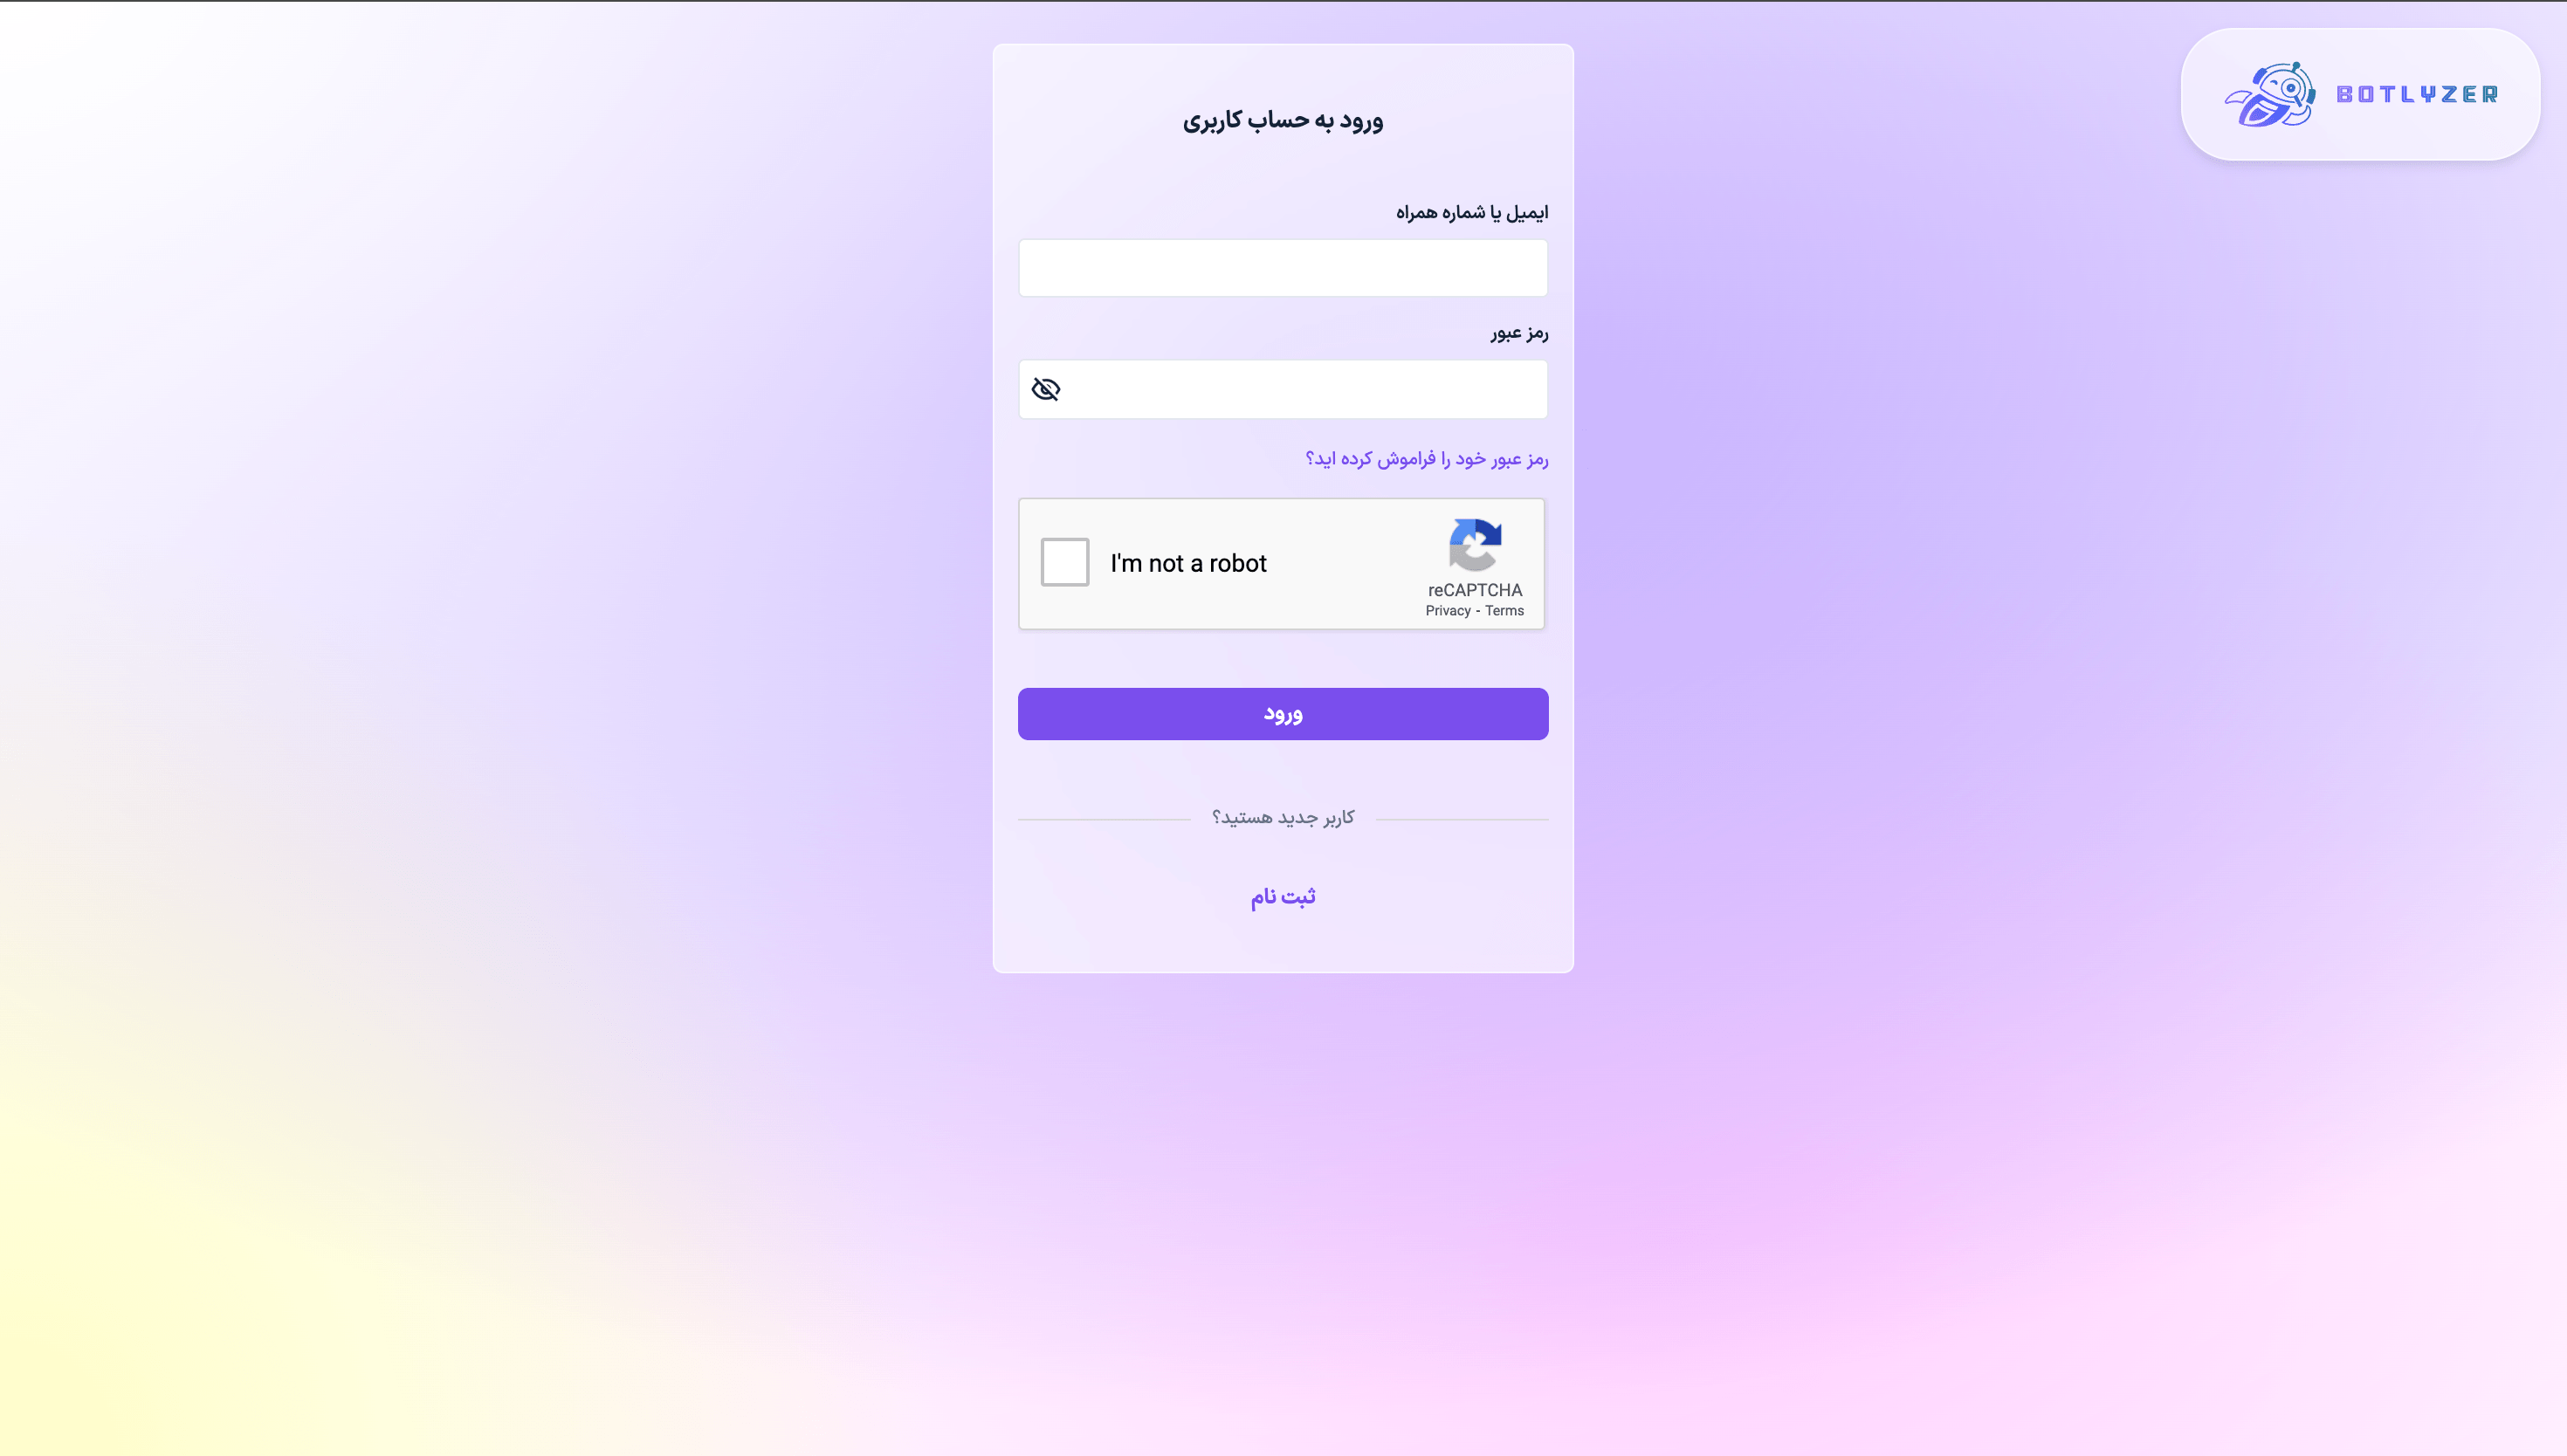 BOTLYZER
ورود به حساب کاربری
ایمیل یا شماره همراه
رمز عبور
رمز عبور خود را فراموش کرده اید؟
I'm not a robot
reCAPTCHA
Privacy - Terms
ورود
کاربر جدید هستید؟
ثبت نام